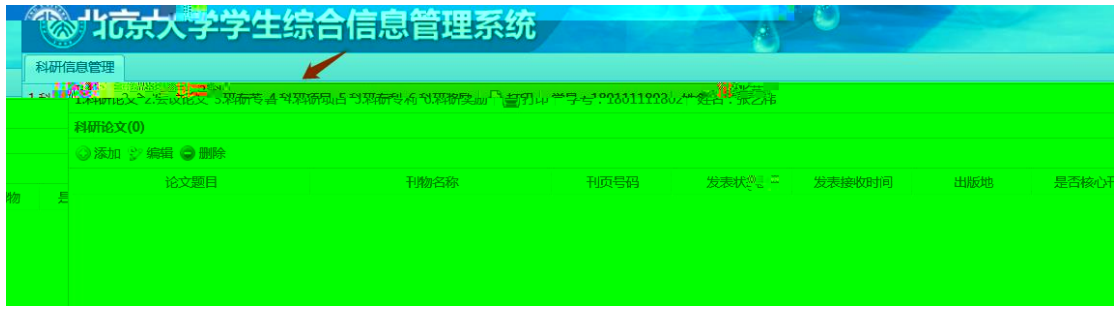 北京大学学生综合信息管理系统
科研信息管理
1.科研论文 2.会议论文 3.科研专著 4.科研项目 5.科研专利 6.科研奖励 打印 学号:1801111802 姓名:张艺伟
科研论文(0)
添加 编辑 删除
物 是 论文题目 刊物名称 刊页号码 发表状 发表接收时间 出版地 是否核心刊